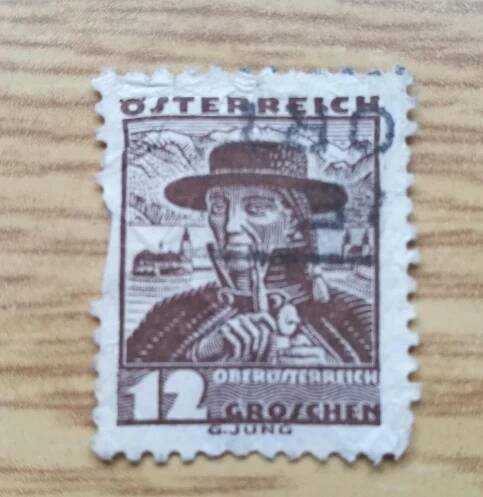 ÖSTERREICH
12
OBERÖSTERREICH
GROSCHEN
G.JUNG